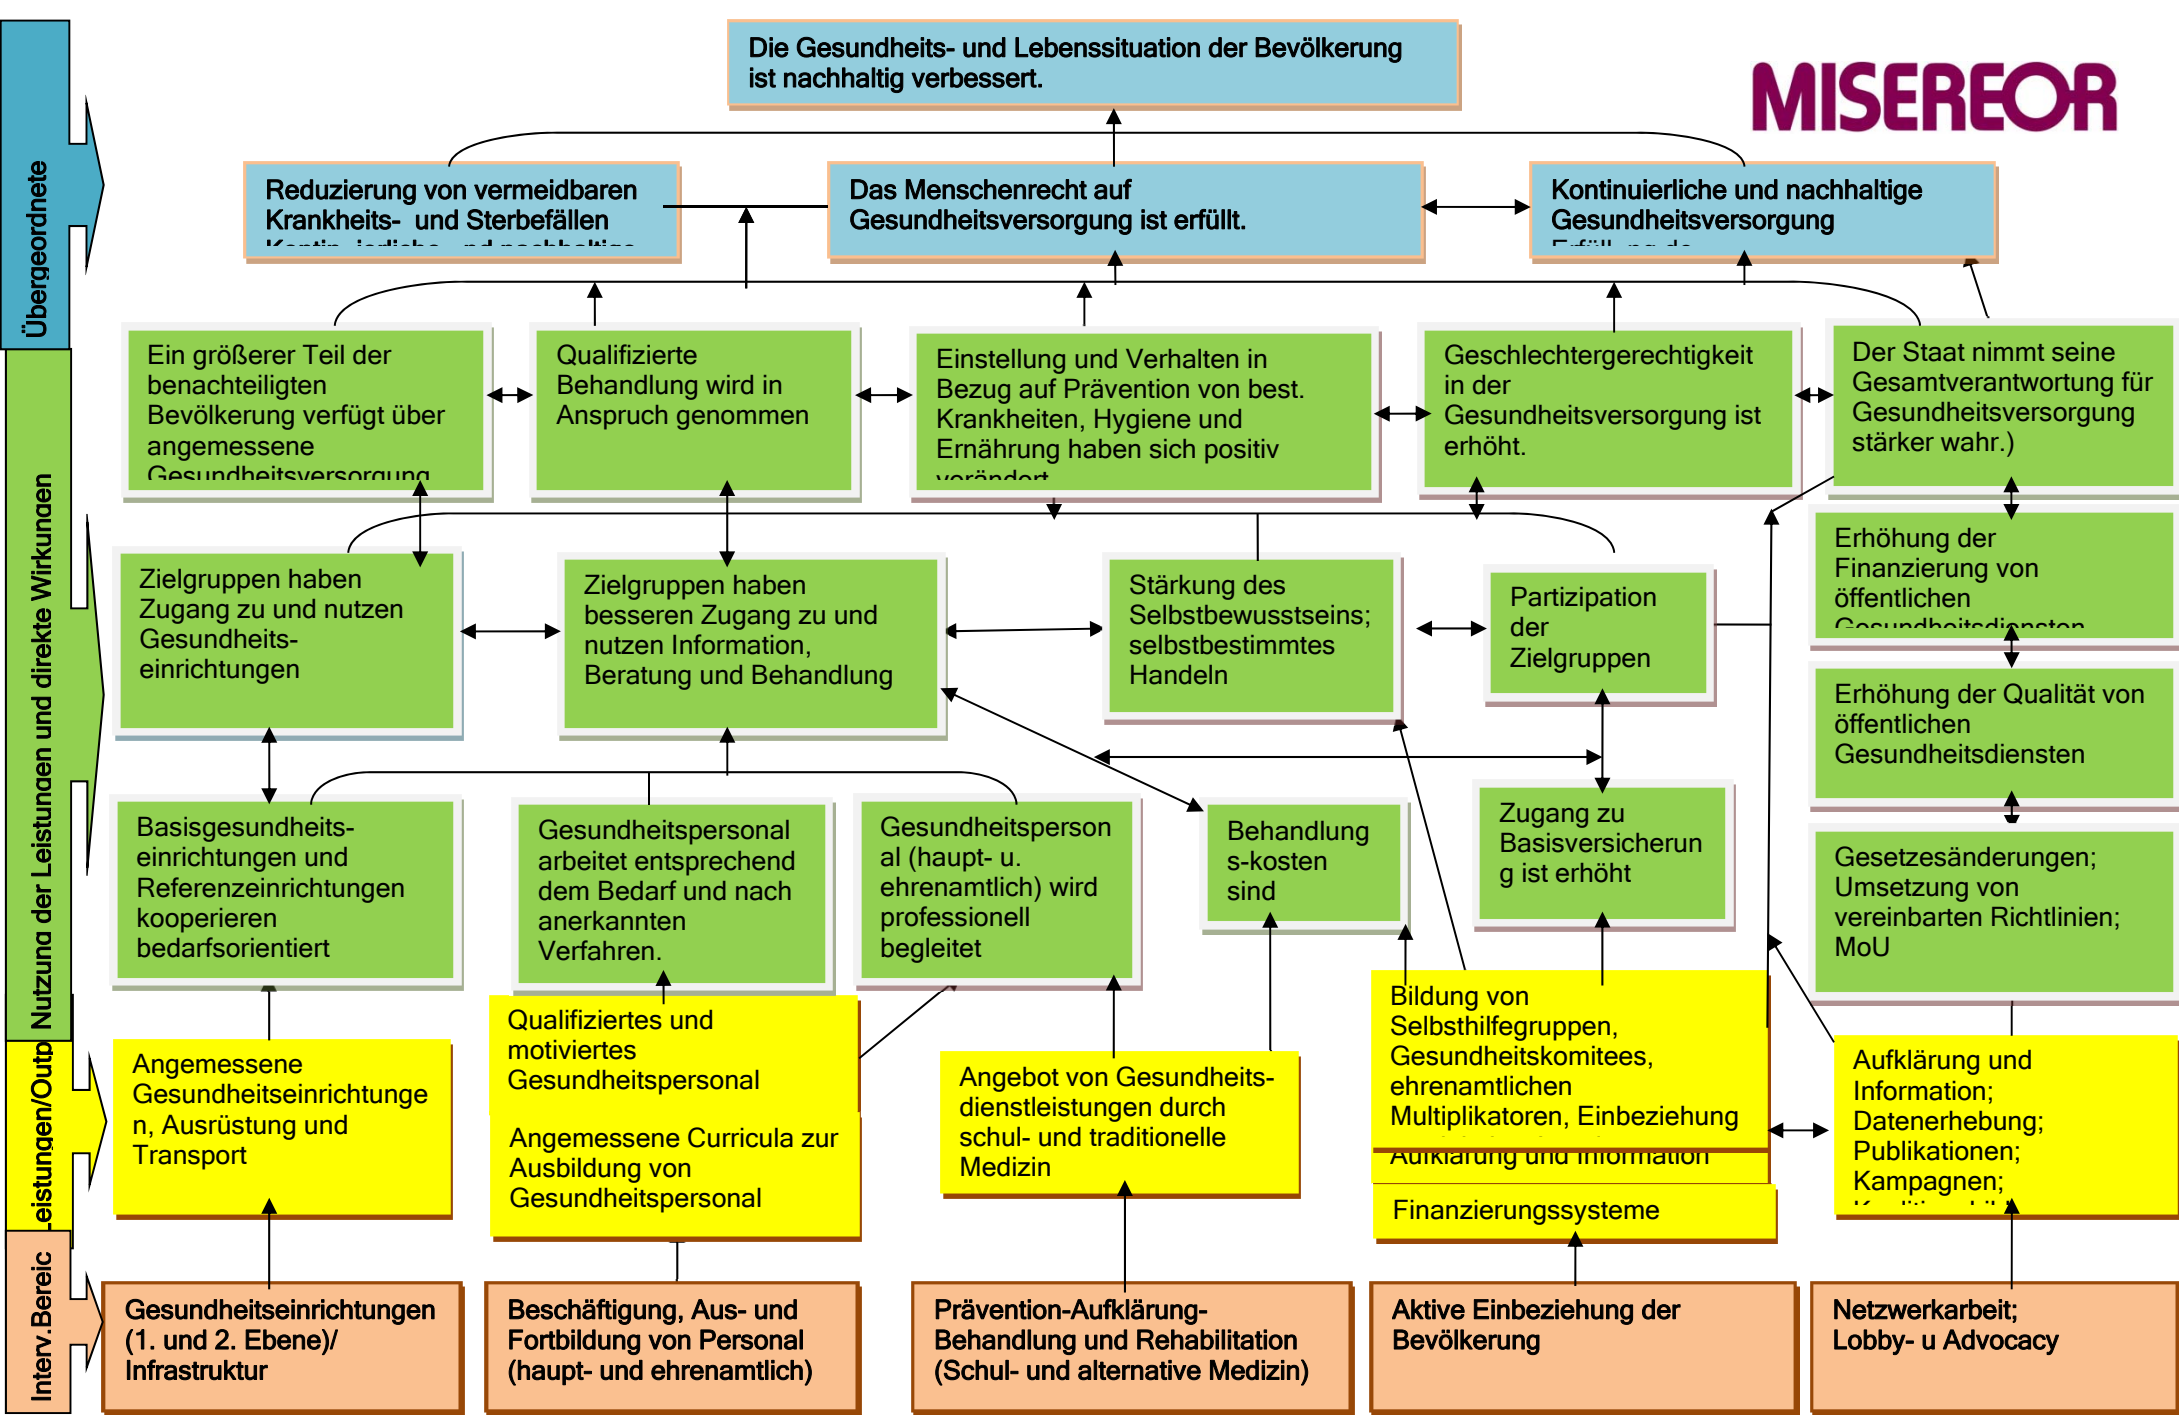 Die Gesundheits- und Lebenssituation der Bevölkerung
ist nachhaltig verbessert.
MISEREOR
Übergeordnete
Reduzierung von vermeidbaren
Krankheits- und Sterbefällen
Das Menschenrecht auf
Gesundheitsversorgung ist erfüllt.
Kontinuierliche und nachhaltige
Gesundheitsversorgung
Nutzung der Leistungen und direkte Wirkungen
Ein größerer Teil der
benachteiligten
Bevölkerung verfügt über
angemessene
Gesundheitsversorgung
Qualifizierte
Behandlung wird in
Anspruch genommen
Einstellung und Verhalten in
Bezug auf Prävention von best.
Krankheiten, Hygiene und
Ernährung haben sich positiv
verändert
Geschlechtergerechtigkeit
in der
Gesundheitsversorgung ist
erhöht.
Der Staat nimmt seine
Gesamtverantwortung für
Gesundheitsversorgung
stärker wahr.)
Zielgruppen haben
Zugang zu und nutzen
Gesundheits-
einrichtungen
Zielgruppen haben
besseren Zugang zu und
nutzen Information,
Beratung und Behandlung
Stärkung des
Selbstbewusstseins;
selbstbestimmtes
Handeln
Partizipation
der
Zielgruppen
Erhöhung der
Finanzierung von
öffentlichen
Gesundheitsdiensten
Erhöhung der Qualität von
öffentlichen
Gesundheitsdiensten
Basisgesundheits-
einrichtungen und
Referenzeinrichtungen
kooperieren
bedarfsorientiert
Gesundheitspersonal
arbeitet entsprechend
dem Bedarf und nach
anerkannten
Verfahren.
Gesundheitsperson
al (haupt- u.
ehrenamtlich) wird
professionell
begleitet
Behandlung
s-kosten
sind
Zugang zu
Basisversicherun
g ist erhöht
Gesetzesänderungen;
Umsetzung von
vereinbarten Richtlinien;
MoU
Leistungen/Outp
Angemessene
Gesundheitseinrichtunge
n, Ausrüstung und
Transport
Qualifiziertes und
motiviertes
Gesundheitspersonal
Angemessene Curricula zur
Ausbildung von
Gesundheitspersonal
Angebot von Gesundheits-
dienstleistungen durch
schul- und traditionelle
Medizin
Bildung von
Selbsthilfegruppen,
Gesundheitskomitees,
ehrenamtlichen
Multiplikatoren, Einbeziehung
Aufklärung und Information
Finanzierungssysteme
Aufklärung und
Information;
Datenerhebung;
Publikationen;
Kampagnen;
Interv.Bereic
Gesundheitseinrichtungen
(1. und 2. Ebene)/
Infrastruktur
Beschäftigung, Aus- und
Fortbildung von Personal
(haupt- und ehrenamtlich)
Prävention-Aufklärung-
Behandlung und Rehabilitation
(Schul- und alternative Medizin)
Aktive Einbeziehung der
Bevölkerung
Netzwerkarbeit;
Lobby- u Advocacy